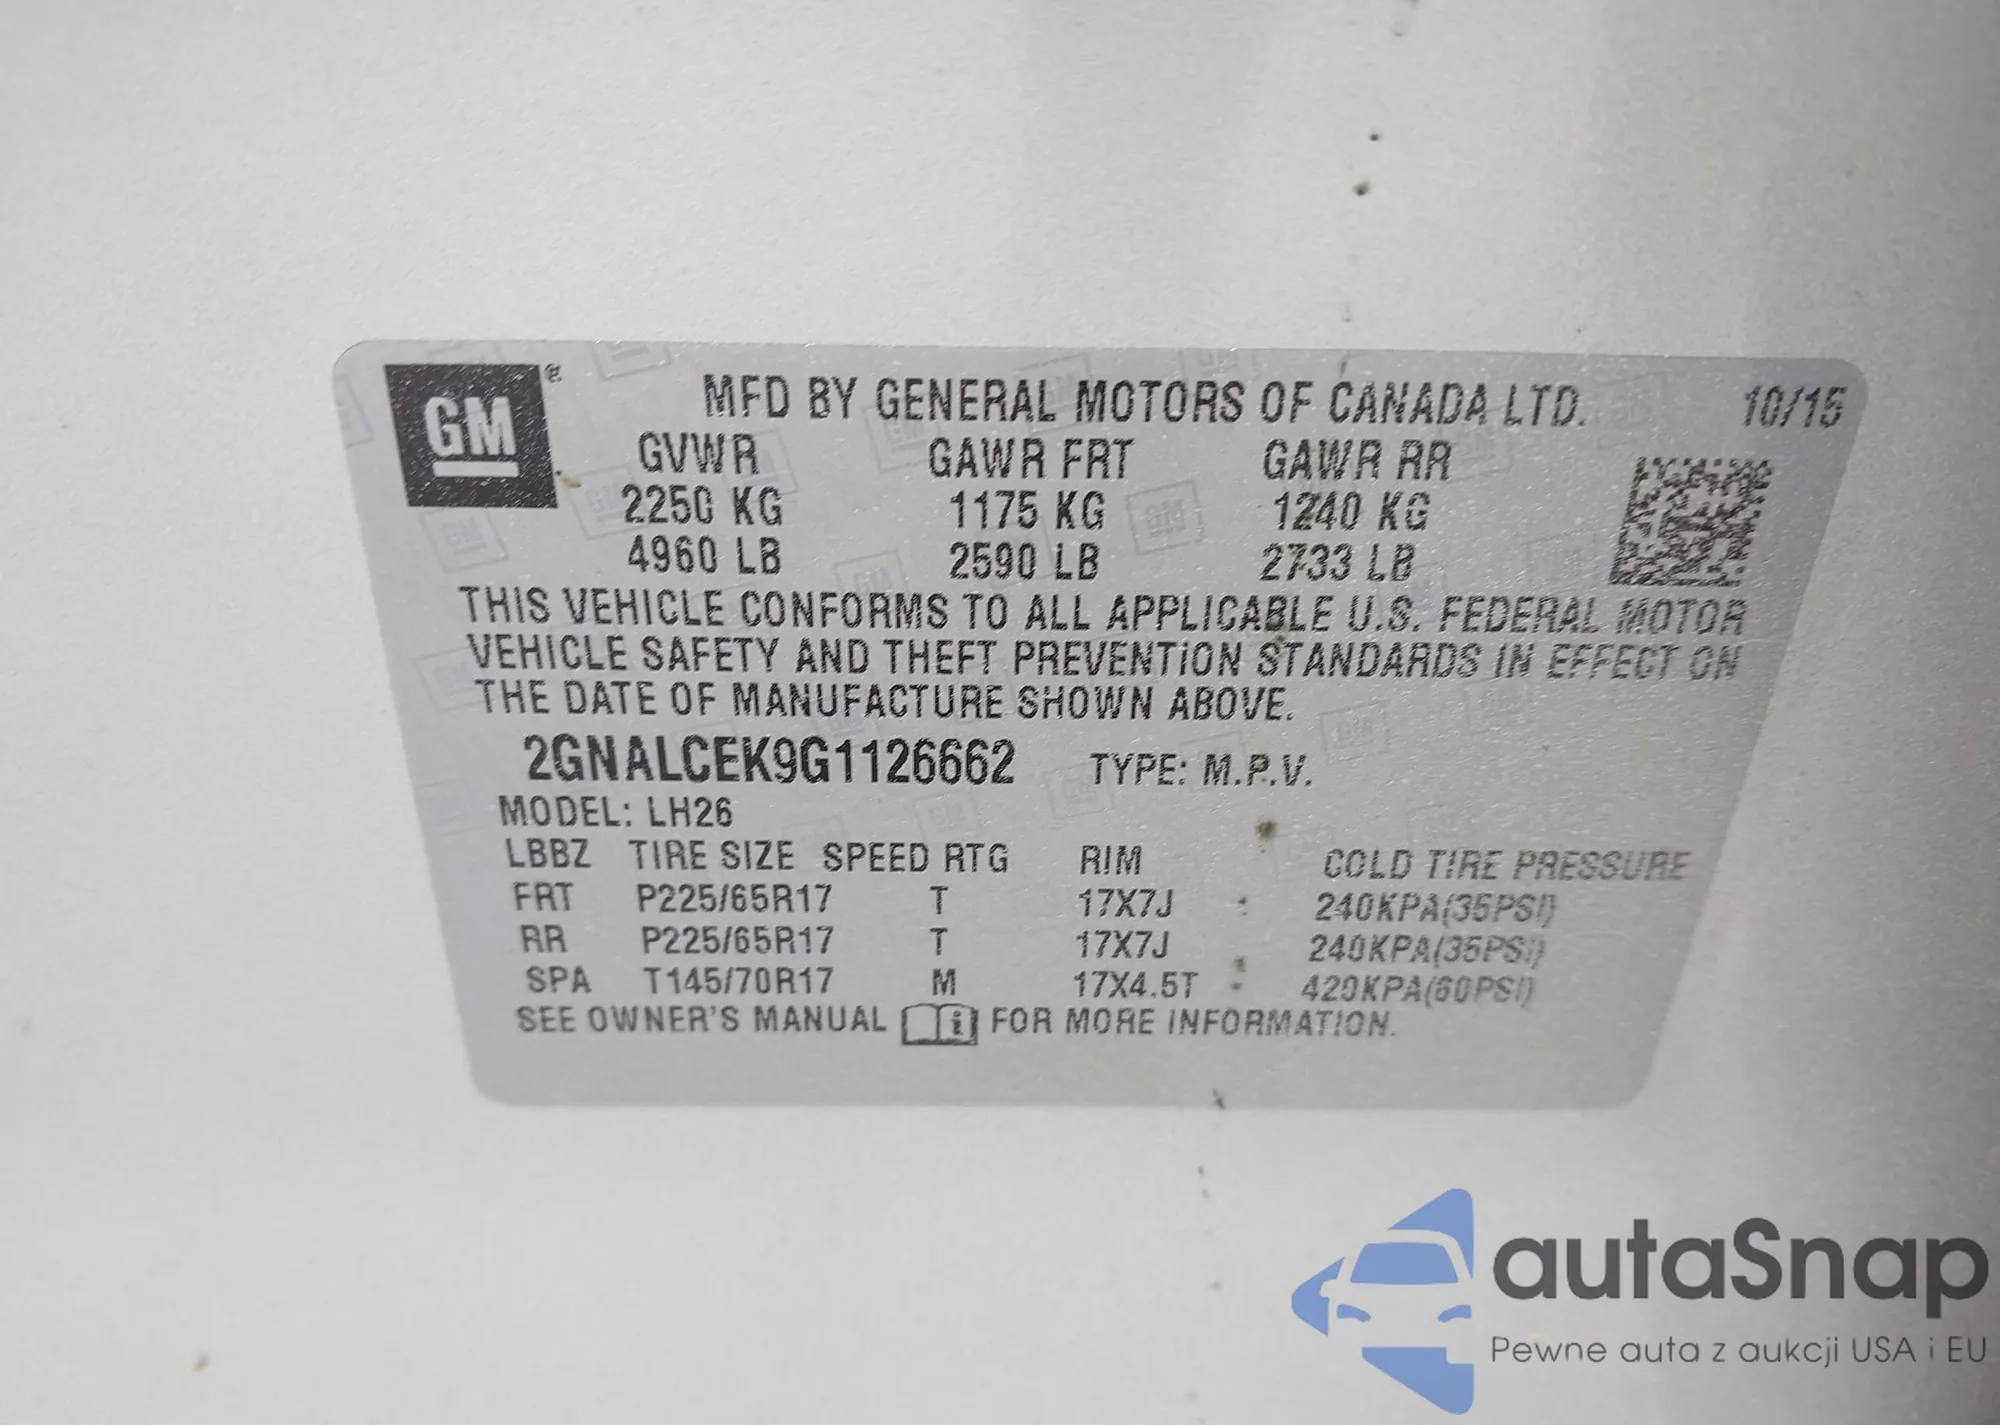 GM®
MFD BY GENERAL MOTORS OF CANADA LTD. 10/15
GVWR GAWR FRT GAWR RR
2250 KG 1175 KG 1240 KG
4960 LB 2590 LB 2733 LB
THIS VEHICLE CONFORMS TO ALL APPLICABLE U.S. FEDERAL MOTOR
VEHICLE SAFETY AND THEFT PREVENTION STANDARDS IN EFFECT ON
THE DATE OF MANUFACTURE SHOWN ABOVE.
2GNALCEK9G1126662 TYPE: M.P.V.
MODEL: LH26
LBBZ TIRE SIZE SPEED RTG RIM COLD TIRE PRESSURE
FRT P225/65R17 T 17X7J 240KPA(35PSI)
RR P225/65R17 T 17X7J 240KPA(35PSI)
SPA T145/70R17 M 17X4.5T 420KPA(60PSI)
SEE OWNER'S MANUAL i FOR MORE INFORMATION.
autaSnap
Pewne auta z aukcji USA i EU